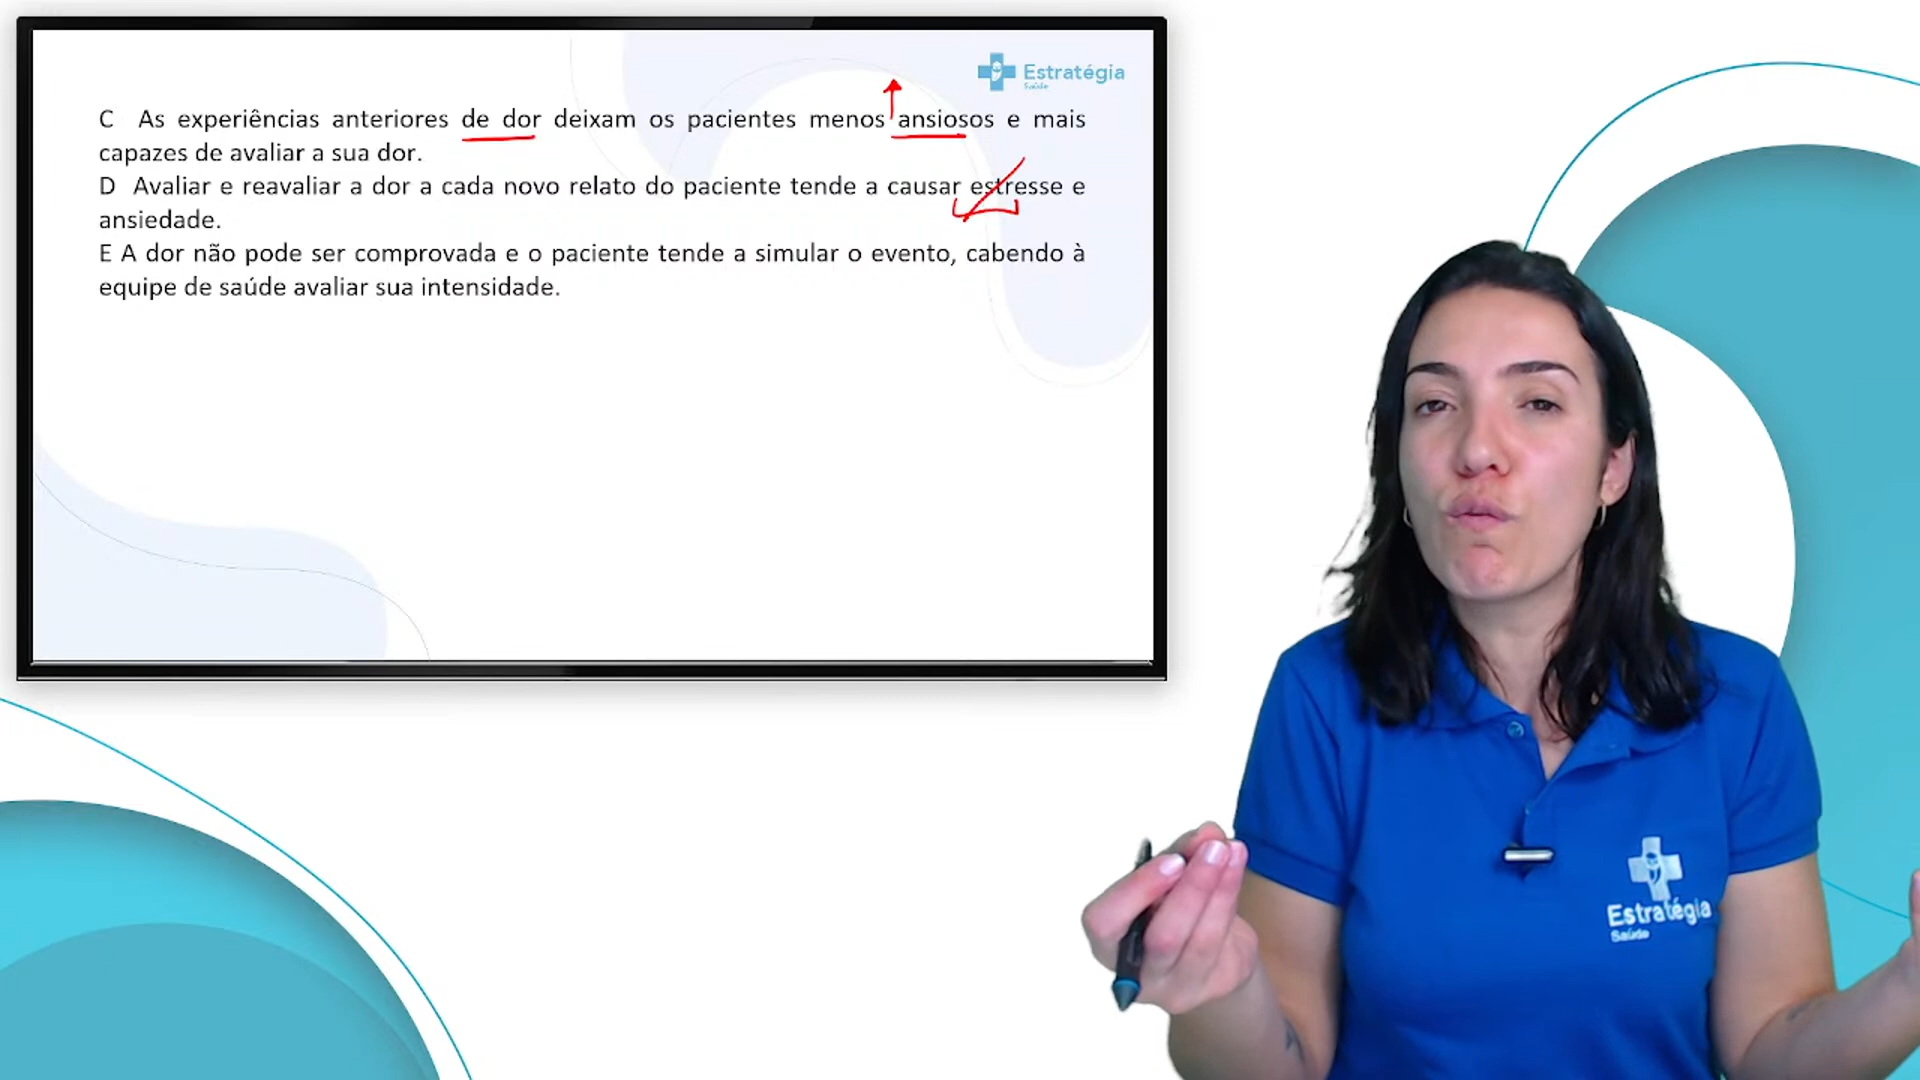 Estratégia
Saúde
C As experiências anteriores de dor deixam os pacientes menos ansiosos e mais
capazes de avaliar a sua dor.
D Avaliar e reavaliar a dor a cada novo relato do paciente tende a causar estresse e
ansiedade.
E A dor não pode ser comprovada e o paciente tende a simular o evento, cabendo à
equipe de saúde avaliar sua intensidade.
Estratégia
Saúde